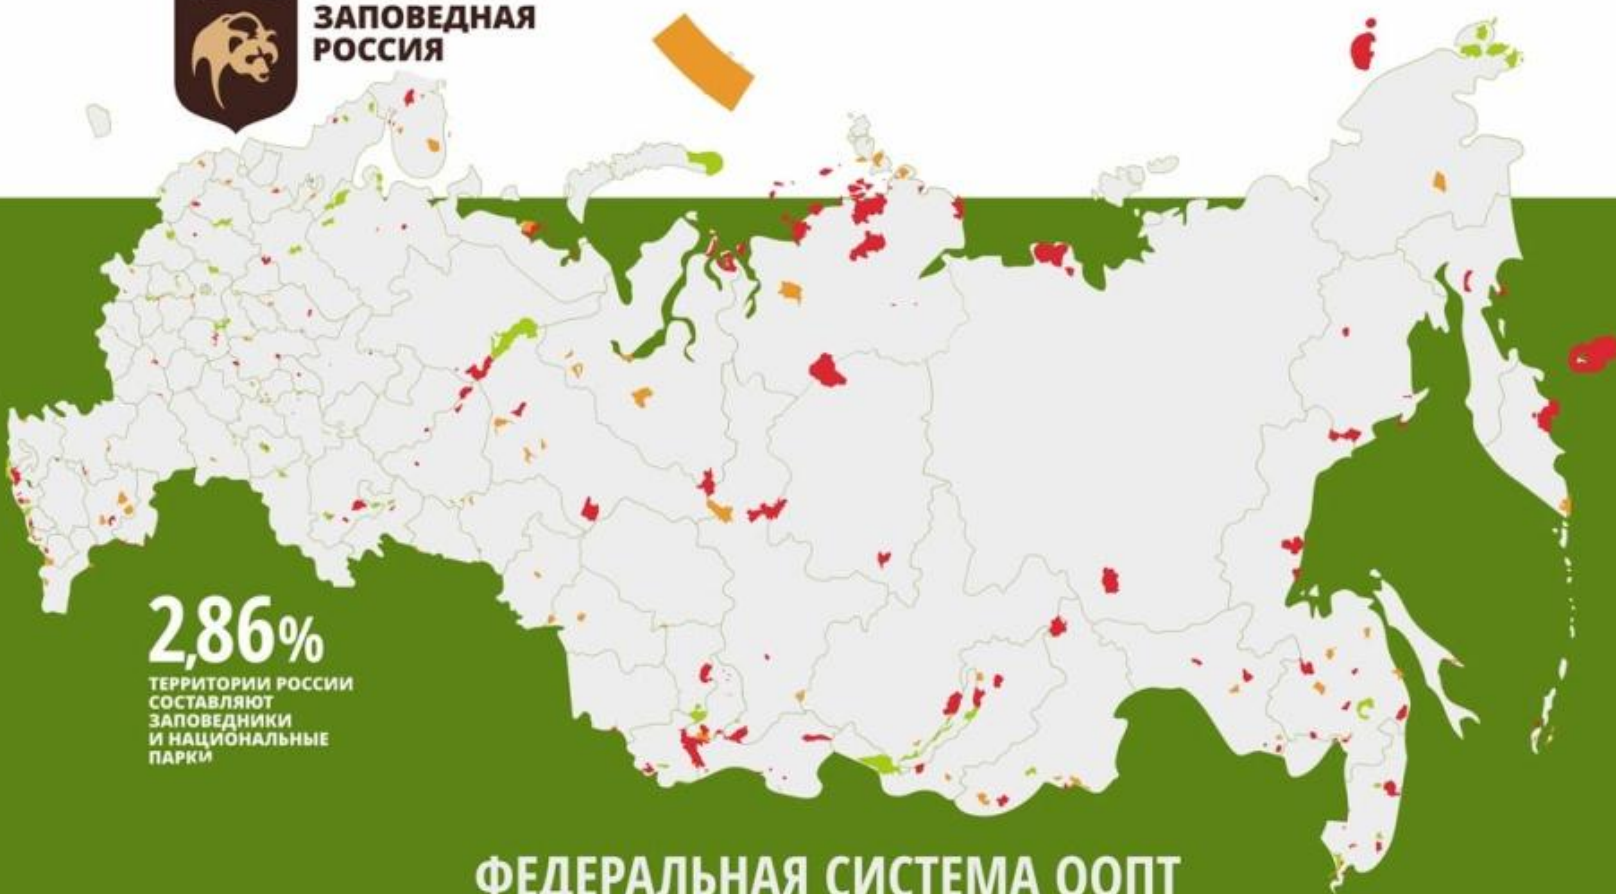 ЗАПОВЕДНАЯ
РОССИЯ
2,86%
ТЕРРИТОРИИ РОССИИ
СОСТАВЛЯЮТ
ЗАПОВЕДНИКИ
И НАЦИОНАЛЬНЫЕ
ПАРКИ
ФЕДЕРАЛЬНАЯ СИСТЕМА ООПТ